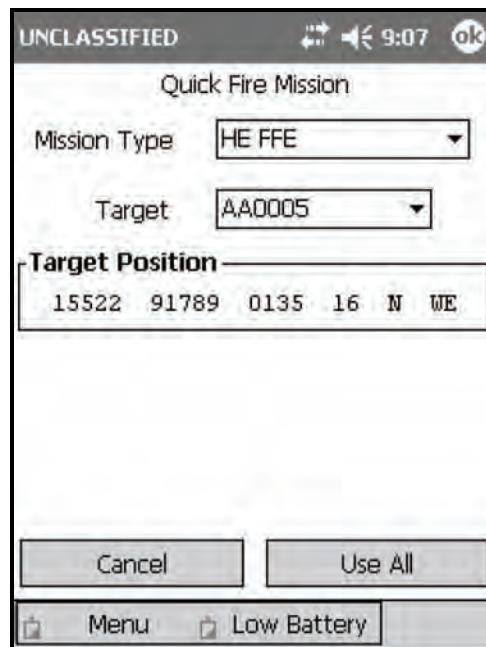 UNCLASSIFIED 9:07 ok
Quick Fire Mission
Mission Type HE FFE
Target AA0005
Target Position
15522 91789 0135 16 N WE
Cancel Use All
Menu Low Battery